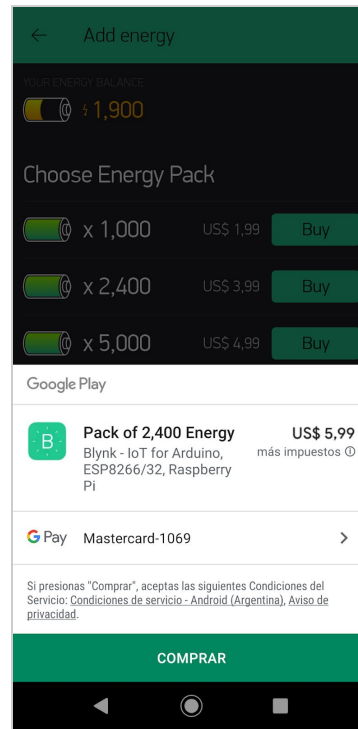 Add energy
YOUR ENERGY BALANCE
1,900
Choose Energy Pack
x 1,000 US$ 1,99 Buy
x 2,400 US$ 3,99 Buy
x 5,000 US$ 4,99 Buy
Google Play
B
Pack of 2,400 Energy US$ 5,99
Blynk - IoT for Arduino, más impuestos
ESP8266/32, Raspberry
Pi
G Pay Mastercard-1069
Si presionas "Comprar", aceptas las siguientes Condiciones del
Servicio: Condiciones de servicio - Android (Argentina), Aviso de
privacidad.
COMPRAR